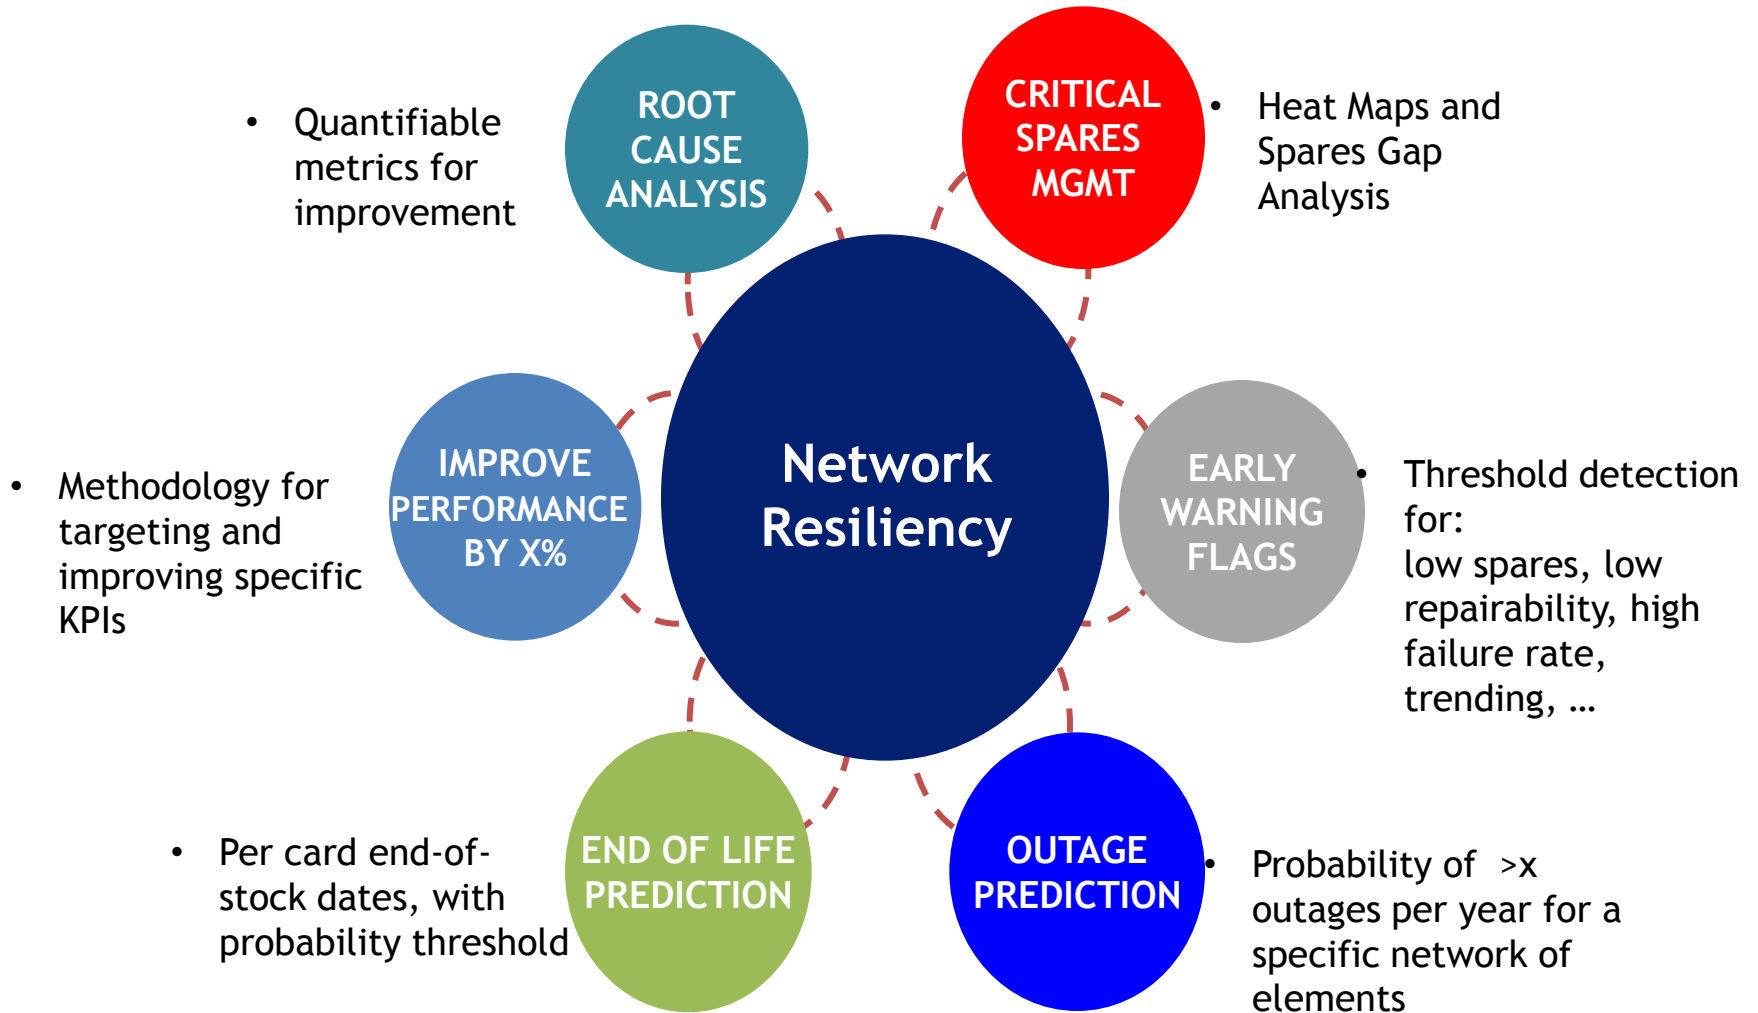 • Quantifiable
metrics for
improvement
ROOT
CAUSE
ANALYSIS
CRITICAL
SPARES
MGMT
• Heat Maps and
Spares Gap
Analysis
• Methodology for
targeting and
improving specific
KPIs
IMPROVE
PERFORMANCE
BY X%
Network
Resiliency
EARLY
WARNING
FLAGS
• Threshold detection
for:
low spares, low
repairability, high
failure rate,
trending, …
• Per card end-of-
stock dates, with
probability threshold
END OF LIFE
PREDICTION
OUTAGE
PREDICTION
• Probability of >x
outages per year for a
specific network of
elements